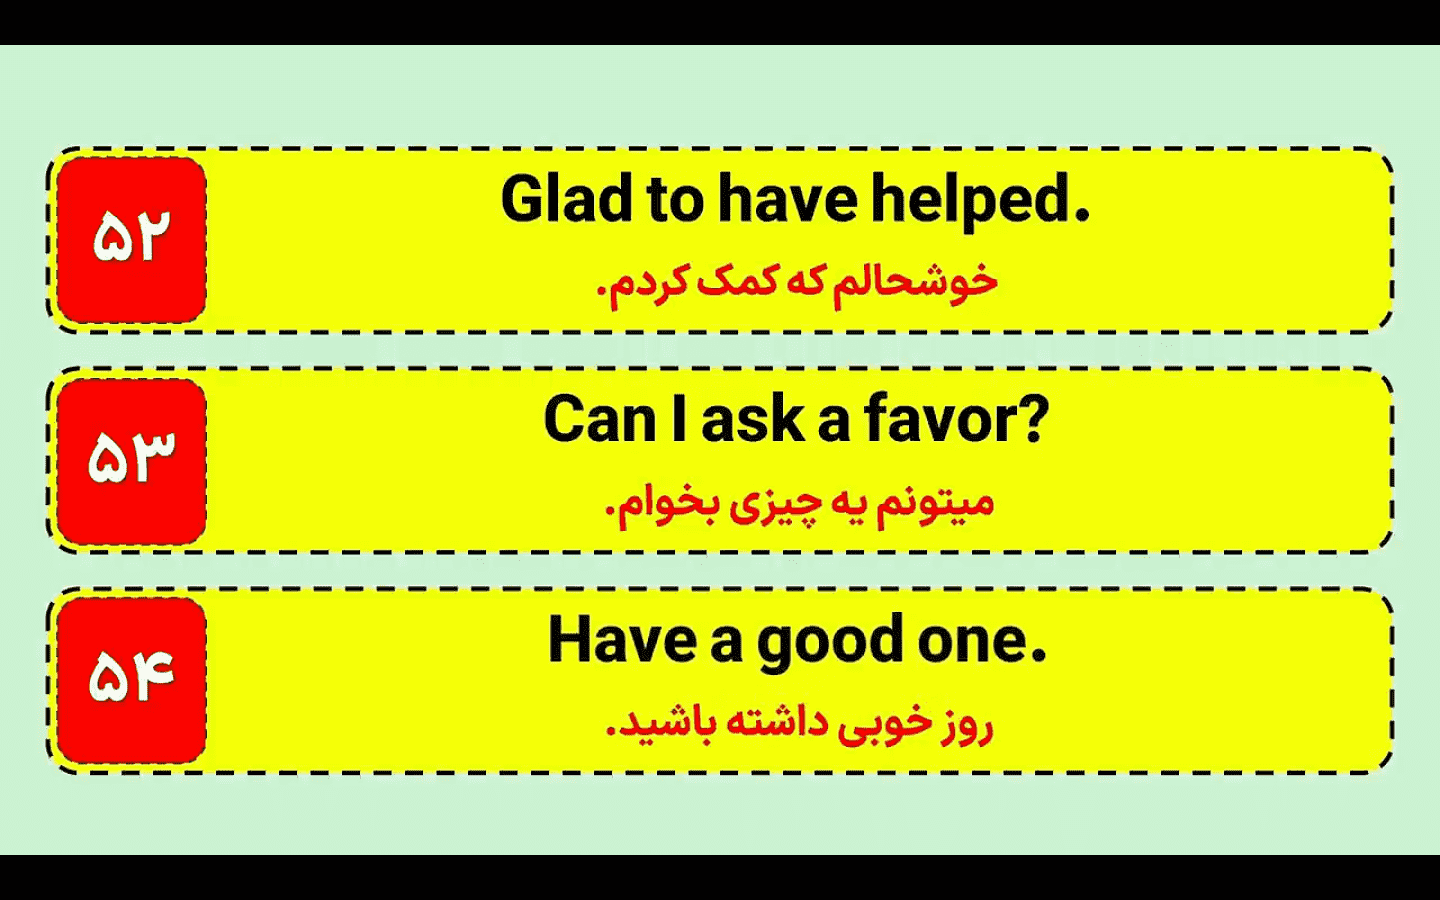 ۵۲
Glad to have helped.
خوشحالم که کمک کردم.
۵۳
Can I ask a favor?
میتونم یه چیزی بخوام.
۵۴
Have a good one.
روز خوبی داشته باشید.